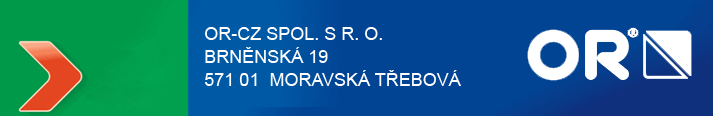 OR-CZ SPOL. S R. O.
BRNĚNSKÁ 19
571 01  MORAVSKÁ TŘEBOVÁ
OR®